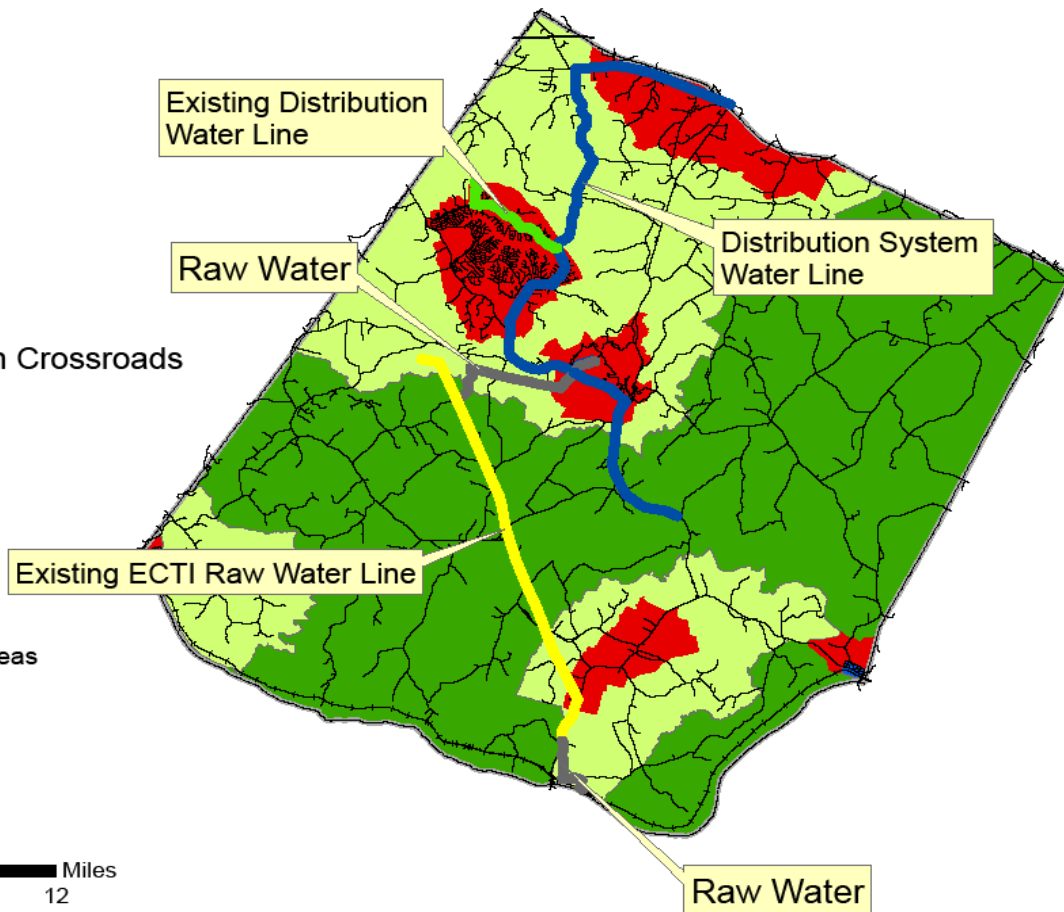 Existing Distribution
Water Line
Distribution System
Water Line
Raw Water
Crossroads
Existing ECTI Raw Water Line
Miles
12
Raw Water